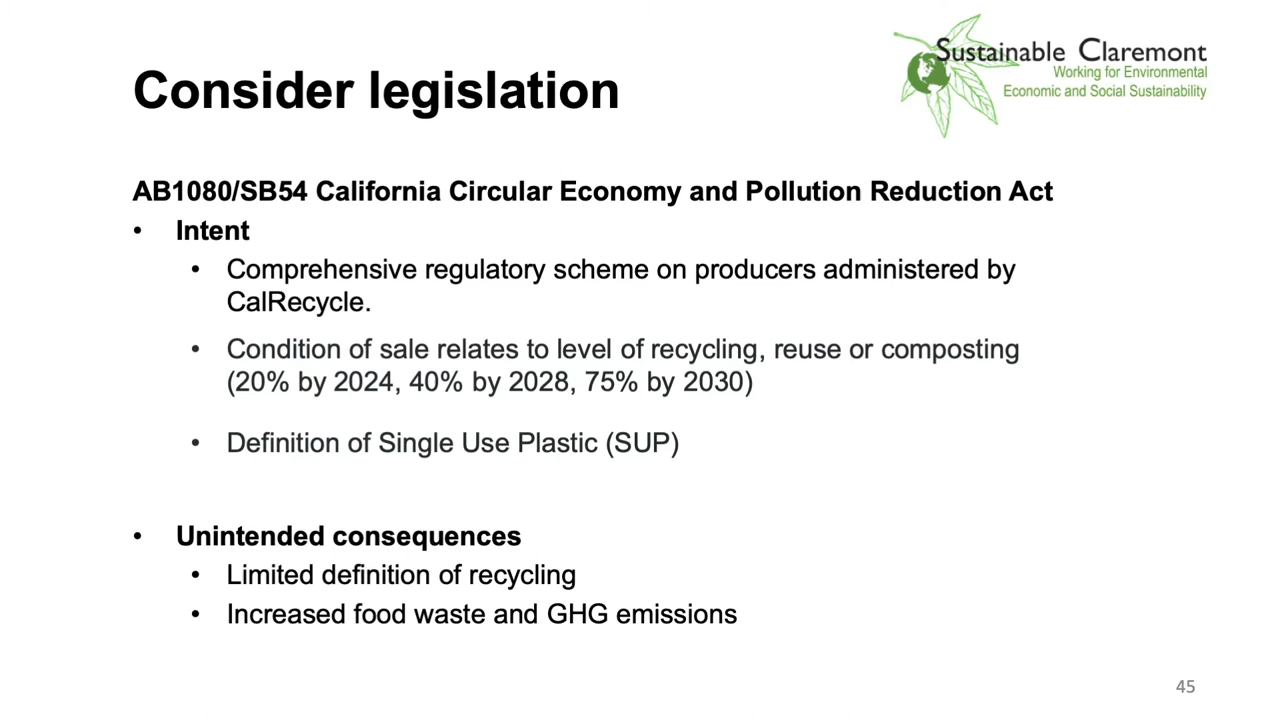 Sustainable Claremont
Working for Environmental
Economic and Social Sustainability
Consider legislation
AB1080/SB54 California Circular Economy and Pollution Reduction Act
• Intent
• Comprehensive regulatory scheme on producers administered by
CalRecycle.
• Condition of sale relates to level of recycling, reuse or composting
(20% by 2024, 40% by 2028, 75% by 2030)
• Definition of Single Use Plastic (SUP)
• Unintended consequences
• Limited definition of recycling
• Increased food waste and GHG emissions
45